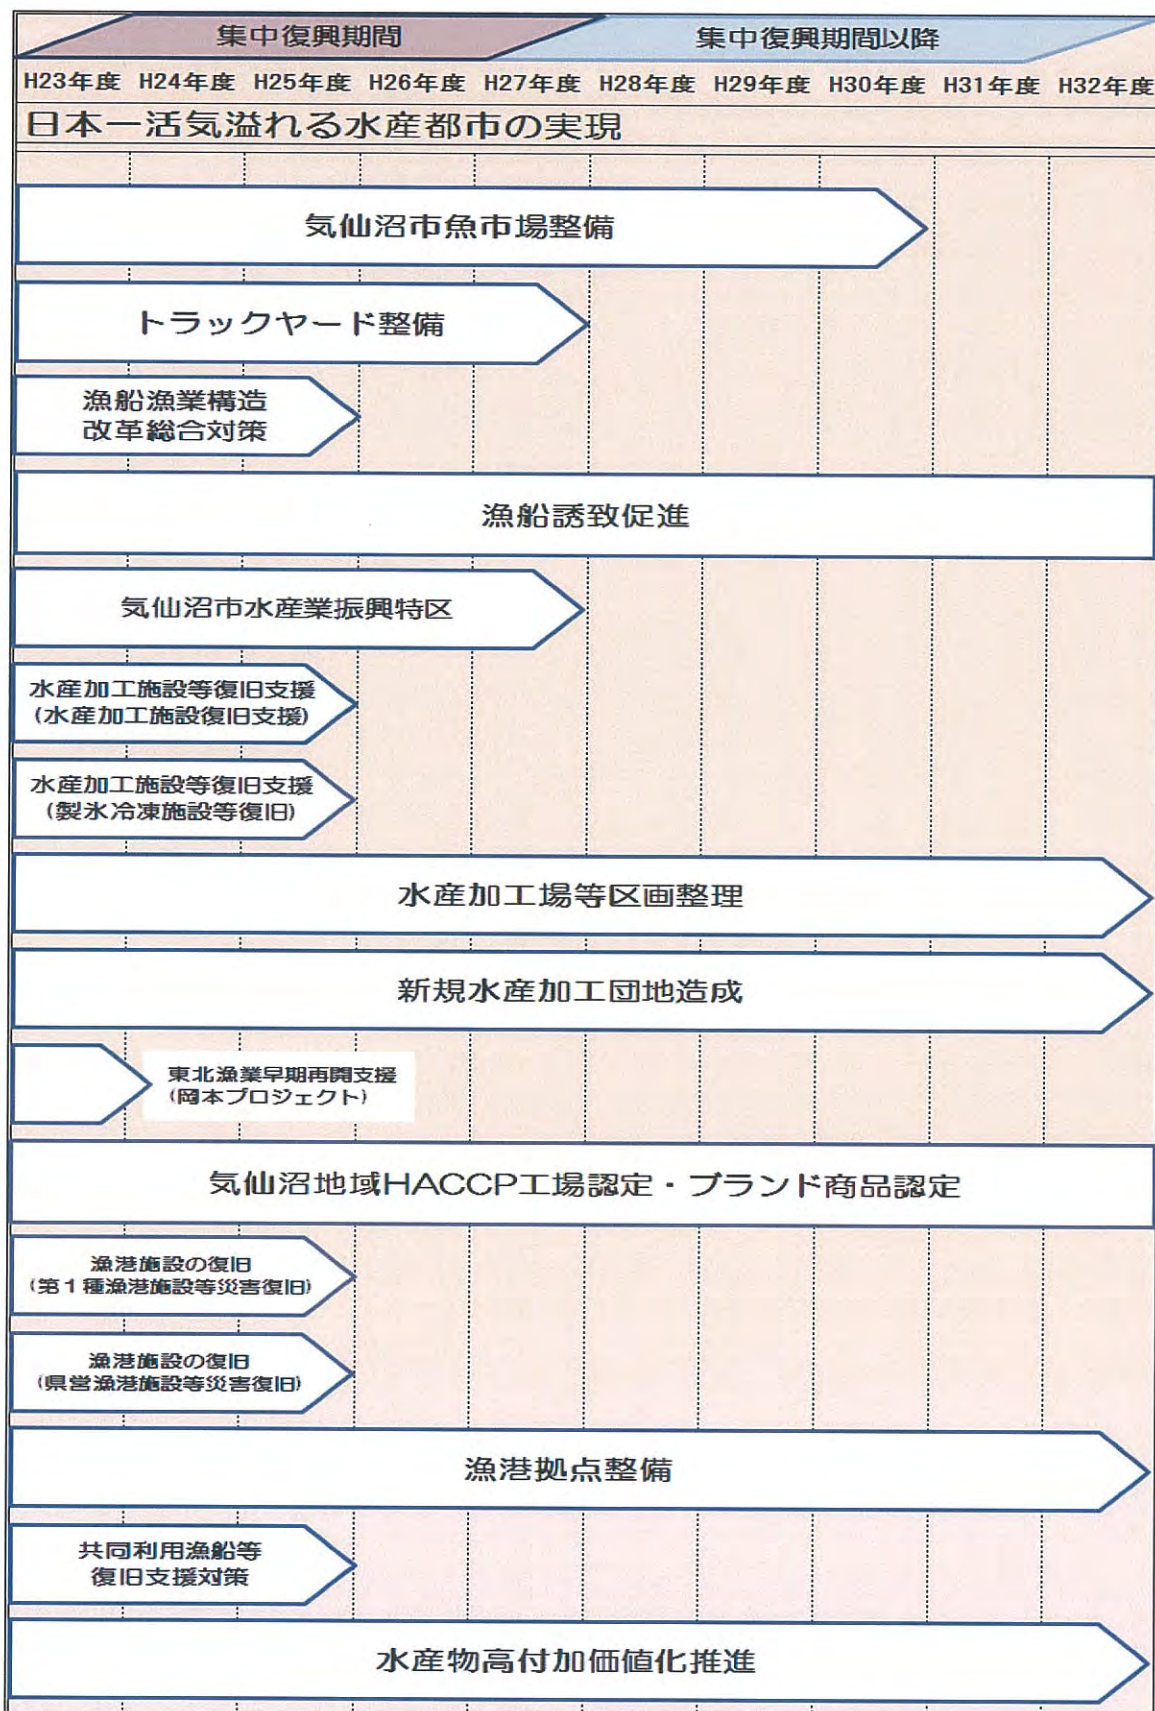 集中復興期間
集中復興期間以降
H23年度 H24年度 H25年度 H26年度 H27年度 H28年度 H29年度 H30年度 H31年度 H32年度
日本一活気溢れる水産都市の実現
気仙沼市魚市場整備
トラックヤード整備
漁船漁業構造
改革総合対策
漁船誘致促進
気仙沼市水産業振興特区
水産加工施設等復旧支援
(水産加工施設復旧支援)
水産加工施設等復旧支援
(製氷冷凍施設等復旧)
水産加工場等区画整理
新規水産加工団地造成
東北漁業早期再開支援
(岡本プロジェクト)
気仙沼地域HACCP工場認定・ブランド商品認定
漁港施設の復旧
(第1種漁港施設等災害復旧)
漁港施設の復旧
(県営漁港施設等災害復旧)
漁港拠点整備
共同利用漁船等
復旧支援対策
水産物高付加価値化推進